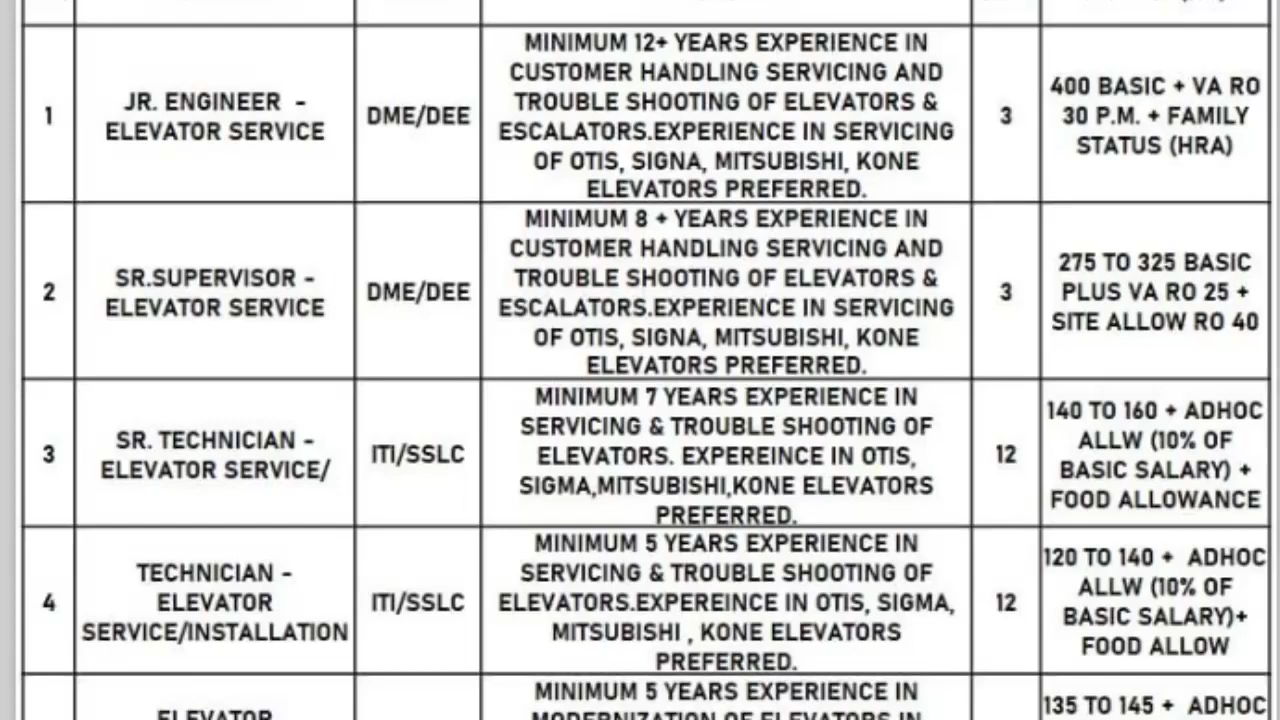 1
JR. ENGINEER -
ELEVATOR SERVICE
DME/DEE
MINIMUM 12+ YEARS EXPERIENCE IN
CUSTOMER HANDLING SERVICING AND
TROUBLE SHOOTING OF ELEVATORS &
ESCALATORS.EXPERIENCE IN SERVICING
OF OTIS, SIGNA, MITSUBISHI, KONE
ELEVATORS PREFERRED.
3
400 BASIC + VA RO
30 P.M. + FAMILY
STATUS (HRA)
2
SR.SUPERVISOR -
ELEVATOR SERVICE
DME/DEE
MINIMUM 8 + YEARS EXPERIENCE IN
CUSTOMER HANDLING SERVICING AND
TROUBLE SHOOTING OF ELEVATORS &
ESCALATORS.EXPERIENCE IN SERVICING
OF OTIS, SIGNA, MITSUBISHI, KONE
ELEVATORS PREFERRED.
3
275 TO 325 BASIC
PLUS VA RO 25 +
SITE ALLOW RO 40
3
SR. TECHNICIAN -
ELEVATOR SERVICE/
ITI/SSLC
MINIMUM 7 YEARS EXPERIENCE IN
SERVICING & TROUBLE SHOOTING OF
ELEVATORS. EXPEREINCE IN OTIS,
SIGMA,MITSUBISHI,KONE ELEVATORS
PREFERRED.
12
140 TO 160 + ADHOC
ALLW (10% OF
BASIC SALARY) +
FOOD ALLOWANCE
4
TECHNICIAN -
ELEVATOR
SERVICE/INSTALLATION
ITI/SSLC
MINIMUM 5 YEARS EXPERIENCE IN
SERVICING & TROUBLE SHOOTING OF
ELEVATORS.EXPEREINCE IN OTIS, SIGMA,
MITSUBISHI , KONE ELEVATORS
PREFERRED.
12
120 TO 140 + ADHOC
ALLW (10% OF
BASIC SALARY)+
FOOD ALLOW
ELEVATOR
MINIMUM 5 YEARS EXPERIENCE IN
MODERNIZATION OF ELEVATORS IN
135 TO 145 + ADHOC